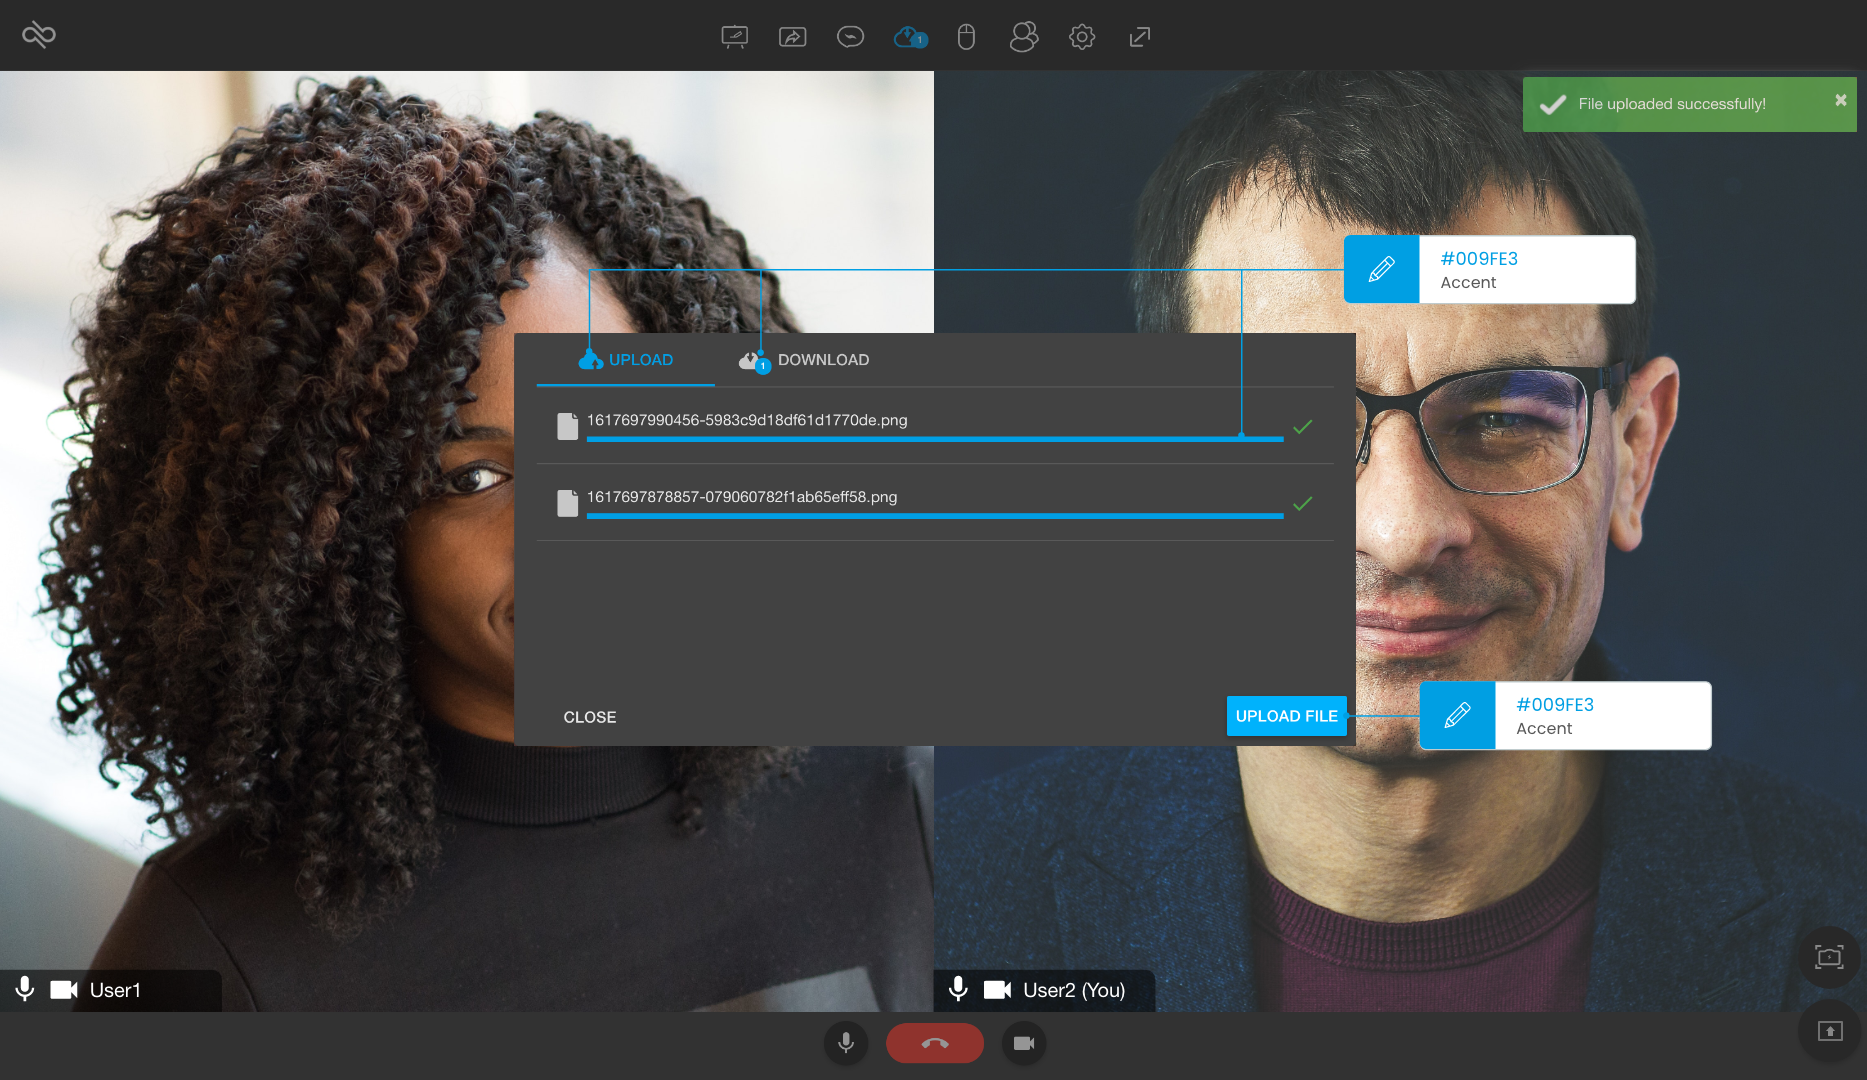 1
File uploaded successfully!
#009FE3
Accent
UPLOAD
1
DOWNLOAD
1617697990456-5983c9d18df61d1770de.png
1617697878857-079060782f1ab65eff58.png
CLOSE
UPLOAD FILE
#009FE3
Accent
User1
User2 (You)